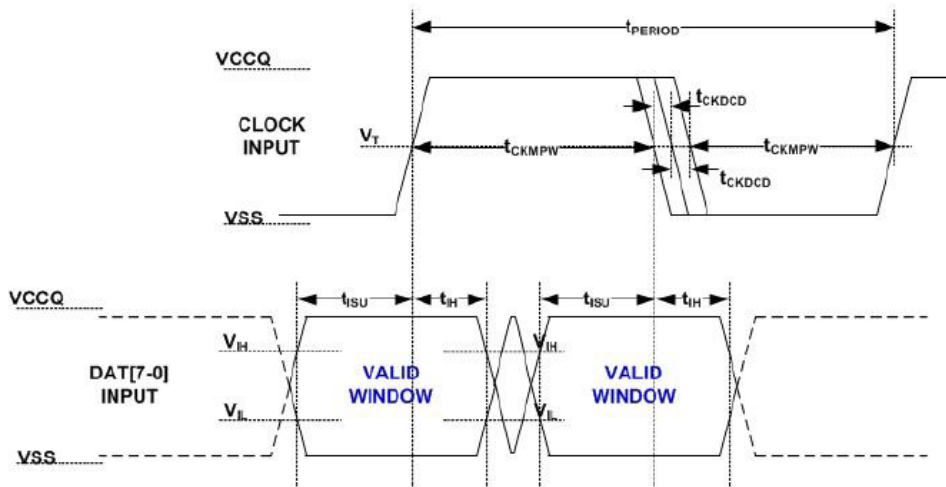 tPERIOD
VCCQ
tCKDCD
CLOCK
INPUT
VT
tCKMPW
tCKMPW
tCKDCD
VSS
VCCQ
tISU
tIH
tISU
tIH
VIH
VIH
DAT[7-0]
INPUT
VALID
WINDOW
VALID
WINDOW
VIL
VIL
VSS